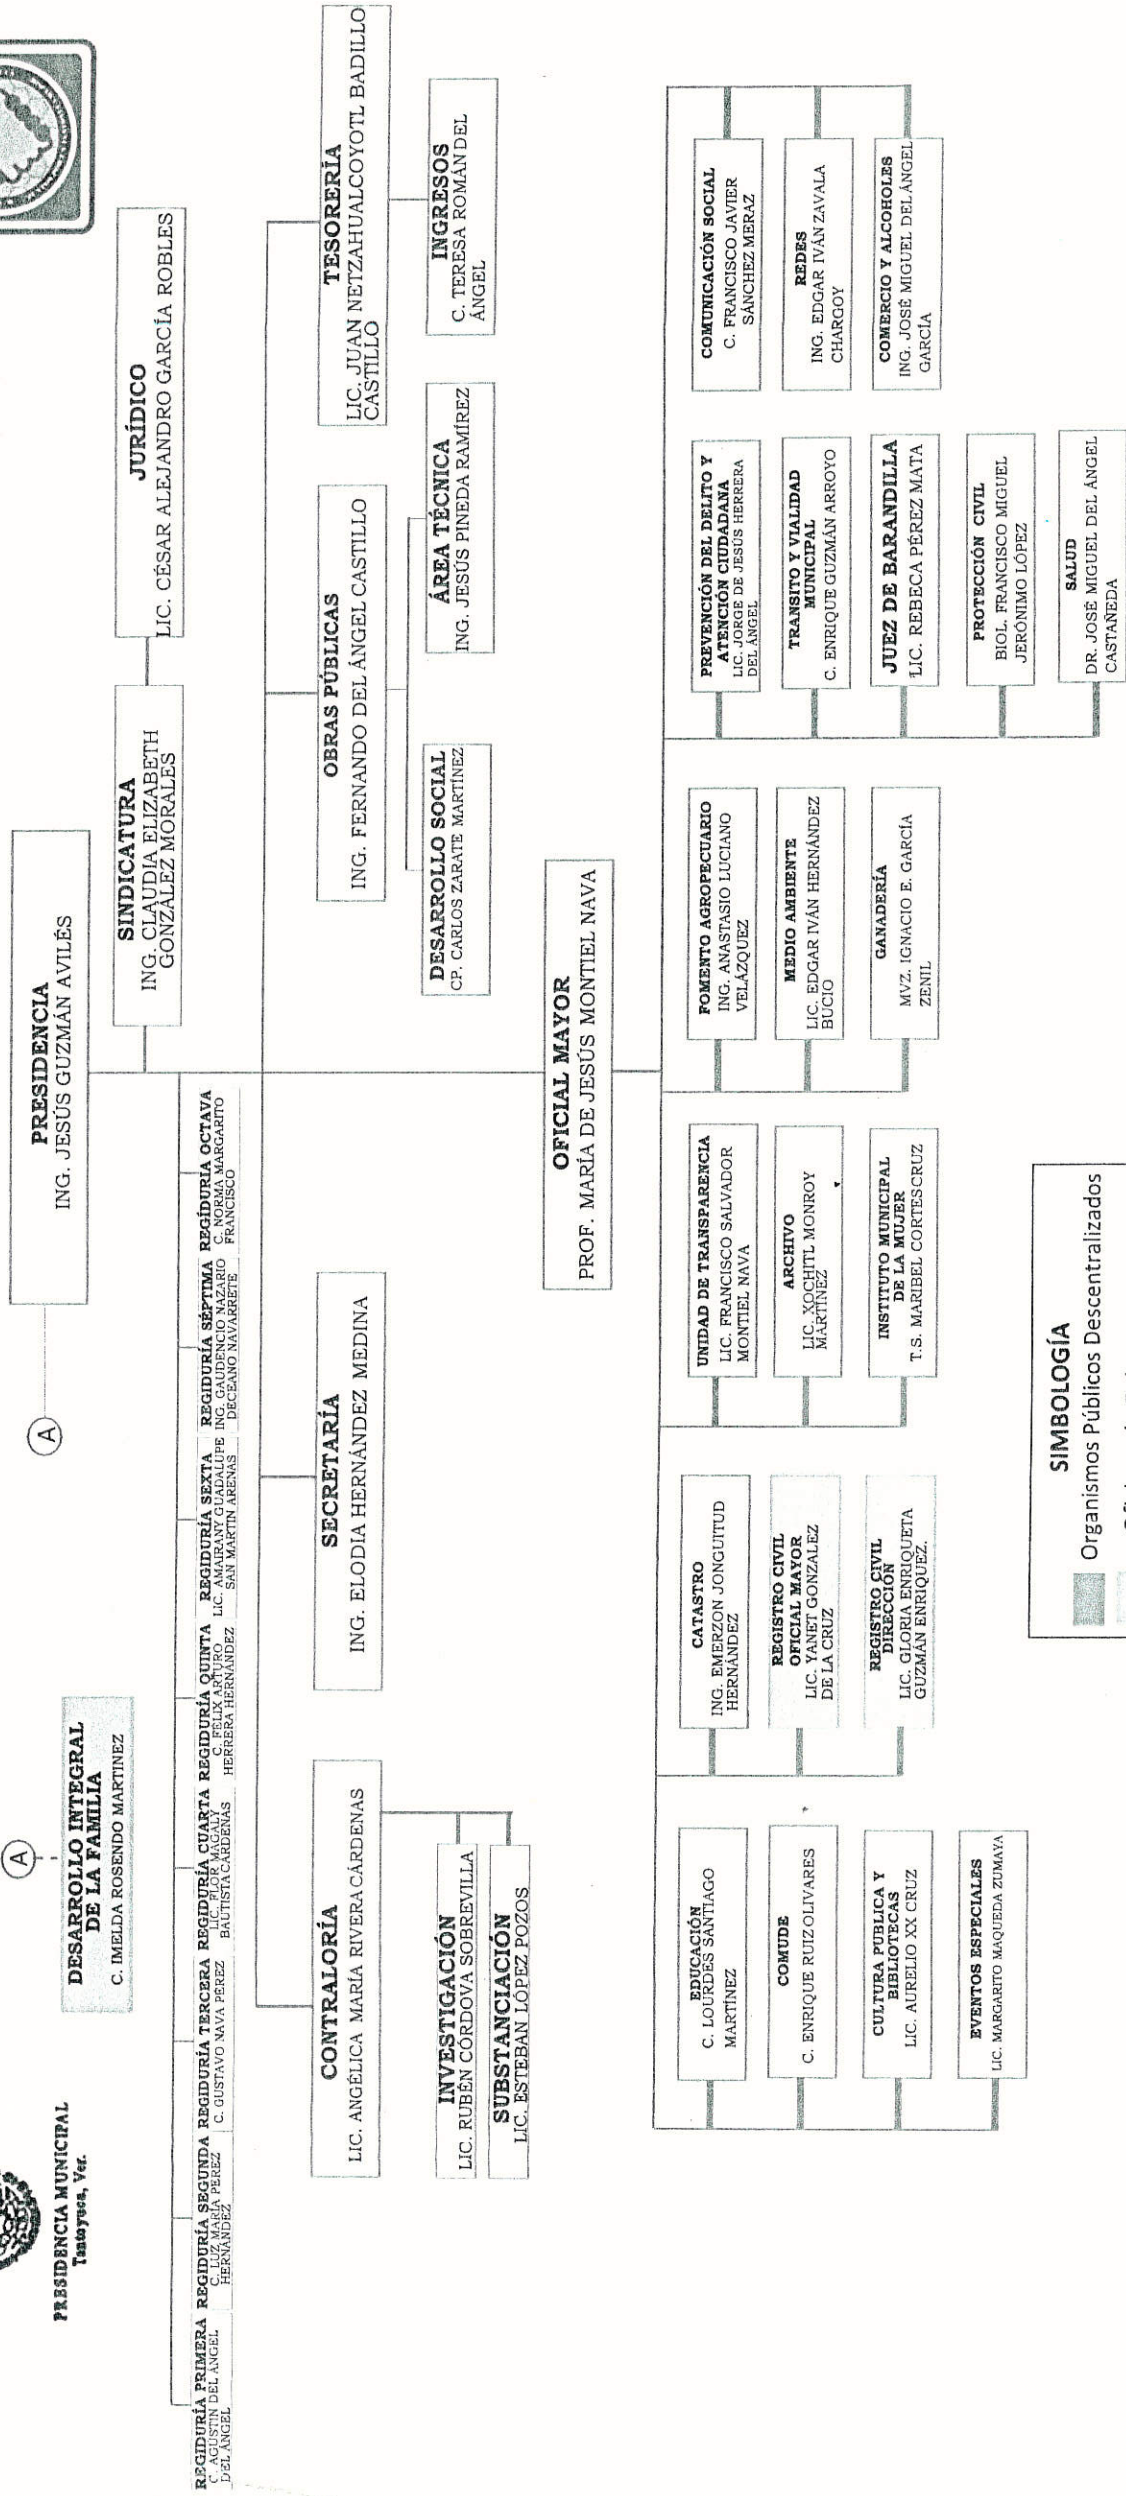 PRESIDENCIA MUNICIPAL
Tantoyuca, Ver.
A
DESARROLLO INTEGRAL
DE LA FAMILIA
C. IMELDA ROSENDO MARTINEZ
A
PRESIDENCIA
ING. JESÚS GUZMÁN AVILÉS
SINDICATURA
ING. CLAUDIA ELIZABETH
GONZÁLEZ MORALES
JURÍDICO
LIC. CÉSAR ALEJANDRO GARCÍA ROBLES
REGIDURÍA PRIMERA
C. AGUSTIN DEL ÁNGEL
DEL ÁNGEL
REGIDURÍA SEGUNDA
C. LUZ MARÍA PEREZ
HERNÁNDEZ
REGIDURÍA TERCERA
C. GUSTAVO NAVA PEREZ
REGIDURÍA CUARTA
LIC. FLOR MAGALY
BAUTISTA CÁRDENAS
REGIDURÍA QUINTA
C. FÉLIX ARTURO
HERRERA HERNÁNDEZ
REGIDURÍA SEXTA
LIC. AMAIRANY GUADALUPE
SAN MARTIN ARENAS
REGIDURÍA SÉPTIMA
ING. GAUDENCIO NAZARIO
DECEANO NAVARRETE
REGÍDURIA OCTAVA
C. NORMA MARGARITO
FRANCISCO
CONTRALORÍA
LIC. ANGÉLICA MARÍA RIVERA CÁRDENAS
SECRETARÍA
ING. ELODIA HERNÁNDEZ MEDINA
OBRAS PÚBLICAS
ING. FERNANDO DEL ÁNGEL CASTILLO
TESORERÍA
LIC. JUAN NETZAHUALCOYOTL BADILLO
CASTILLO
INVESTIGACIÓN
LIC. RUBÉN CÓRDOVA SOBREVILLA
SUBSTANCIACIÓN
LIC. ESTEBAN LÓPEZ POZOS
DESARROLLO SOCIAL
CP. CARLOS ZARATE MARTÍNEZ
ÁREA TÉCNICA
ING. JESÚS PINEDA RAMÍREZ
INGRESOS
C. TERESA ROMÁN DEL
ÁNGEL
OFICIAL MAYOR
PROF. MARÍA DE JESÚS MONTIEL NAVA
EDUCACIÓN
C. LOURDES SANTIAGO
MARTÍNEZ
COMUDE
C. ENRIQUE RUIZ OLIVARES
CULTURA PUBLICA Y
BIBLIOTECAS
LIC. AURELIO XX CRUZ
EVENTOS ESPECIALES
LIC. MARGARITO MAQUEDA ZUMAYA
CATASTRO
ING. EMERZON JONGUITUD
HERNÁNDEZ
REGISTRO CIVIL
OFICIAL MAYOR
LIC. YANET GONZALEZ
DE LA CRUZ
REGISTRO CIVIL
DIRECCIÓN
LIC. GLORIA ENRIQUETA
GUZMÁN ENRIQUEZ.
UNIDAD DE TRANSPARENCIA
LIC. FRANCISCO SALVADOR
MONTIEL NAVA
ARCHIVO
LIC. XOCHITL MONROY
MARTÍNEZ
INSTITUTO MUNICIPAL
DE LA MUJER
T.S. MARIBEL CORTES CRUZ
FOMENTO AGROPECUARIO
ING. ANASTASIO LUCIANO
VELÁZQUEZ
MEDIO AMBIENTE
LIC. EDGAR IVÁN HERNÁNDEZ
BUCIO
GANADERÍA
MVZ. IGNACIO E. GARCÍA
ZENIL
PREVENCIÓN DEL DELITO Y
ATENCIÓN CIUDADANA
LIC. JORGE DE JESÚS HERRERA
DEL ÁNGEL
TRANSITO Y VIALIDAD
MUNICIPAL
C. ENRIQUE GUZMÁN ARROYO
JUEZ DE BARANDILLA
LIC. REBECA PÉREZ MATA
PROTECCIÓN CIVIL
BIOL. FRANCISCO MIGUEL
JERONIMO LÓPEZ
SALUD
DR. JOSÉ MIGUEL DEL ÁNGEL
CASTAÑEDA
COMUNICACIÓN SOCIAL
C. FRANCISCO JAVIER
SÁNCHEZ MERAZ
REDES
ING. EDGAR IVÁN ZAVALA
CHARGOY
COMERCIO Y ALCOHOLES
ING. JOSÉ MIGUEL DEL ÁNGEL
GARCÍA
SIMBOLOGÍA
Organismos Públicos Descentralizados